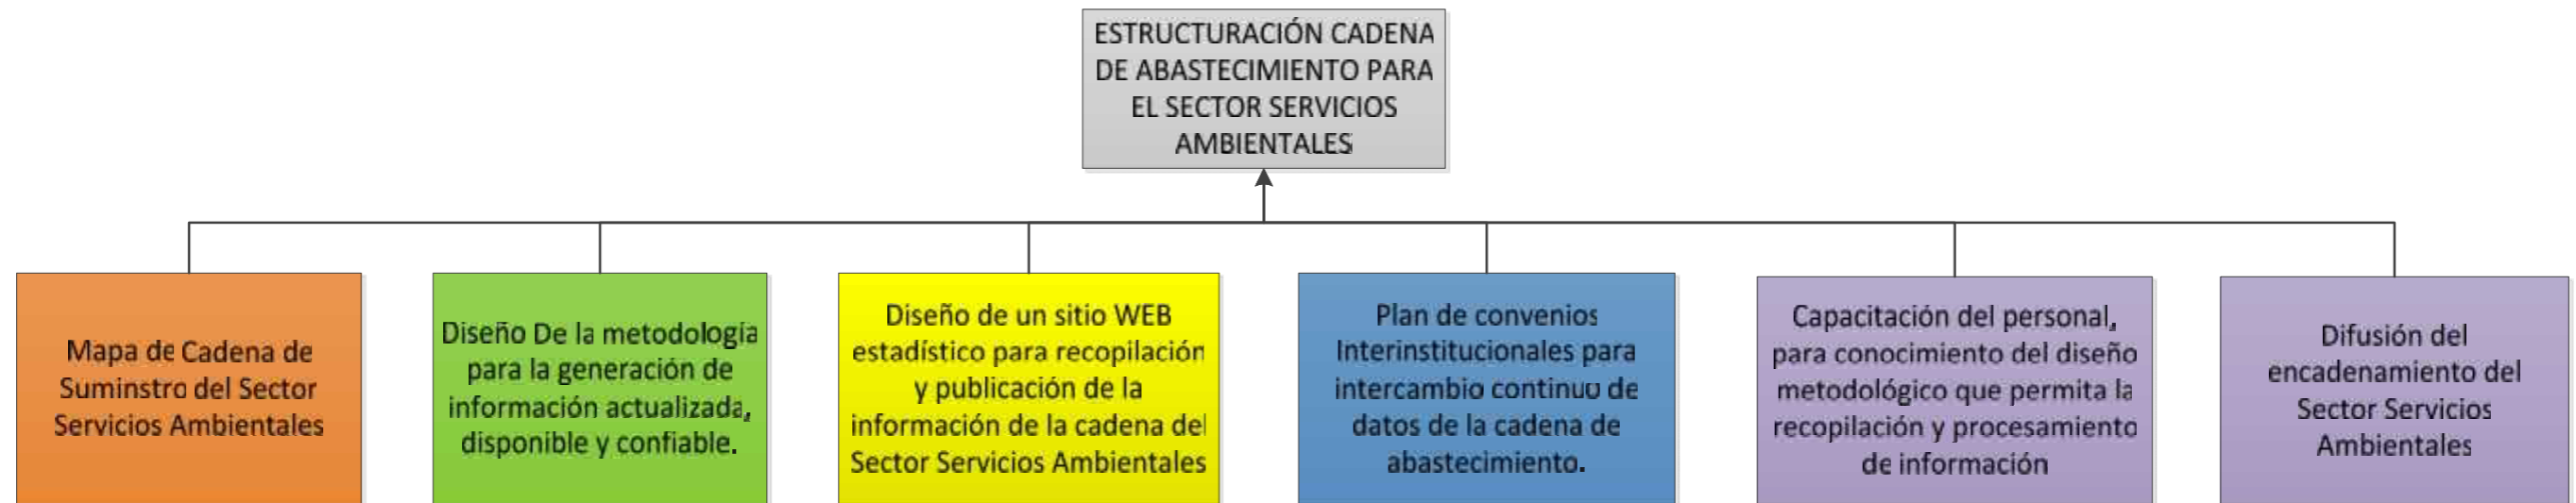 ESTRUCTURACIÓN CADENA
DE ABASTECIMIENTO PARA
EL SECTOR SERVICIOS
AMBIENTALES
Mapa de Cadena de
Suminstro del Sector
Servicios Ambientales
Diseño De la metodología
para la generación de
información actualizada,
disponible y confiable.
Diseño de un sitio WEB
estadístico para recopilación
y publicación de la
información de la cadena del
Sector Servicios Ambientales
Plan de convenios
Interinstitucionales para
intercambio continuo de
datos de la cadena de
abastecimiento.
Capacitación del personal,
para conocimiento del diseño
metodológico que permita la
recopilación y procesamiento
de información
Difusión del
encadenamiento del
Sector Servicios
Ambientales